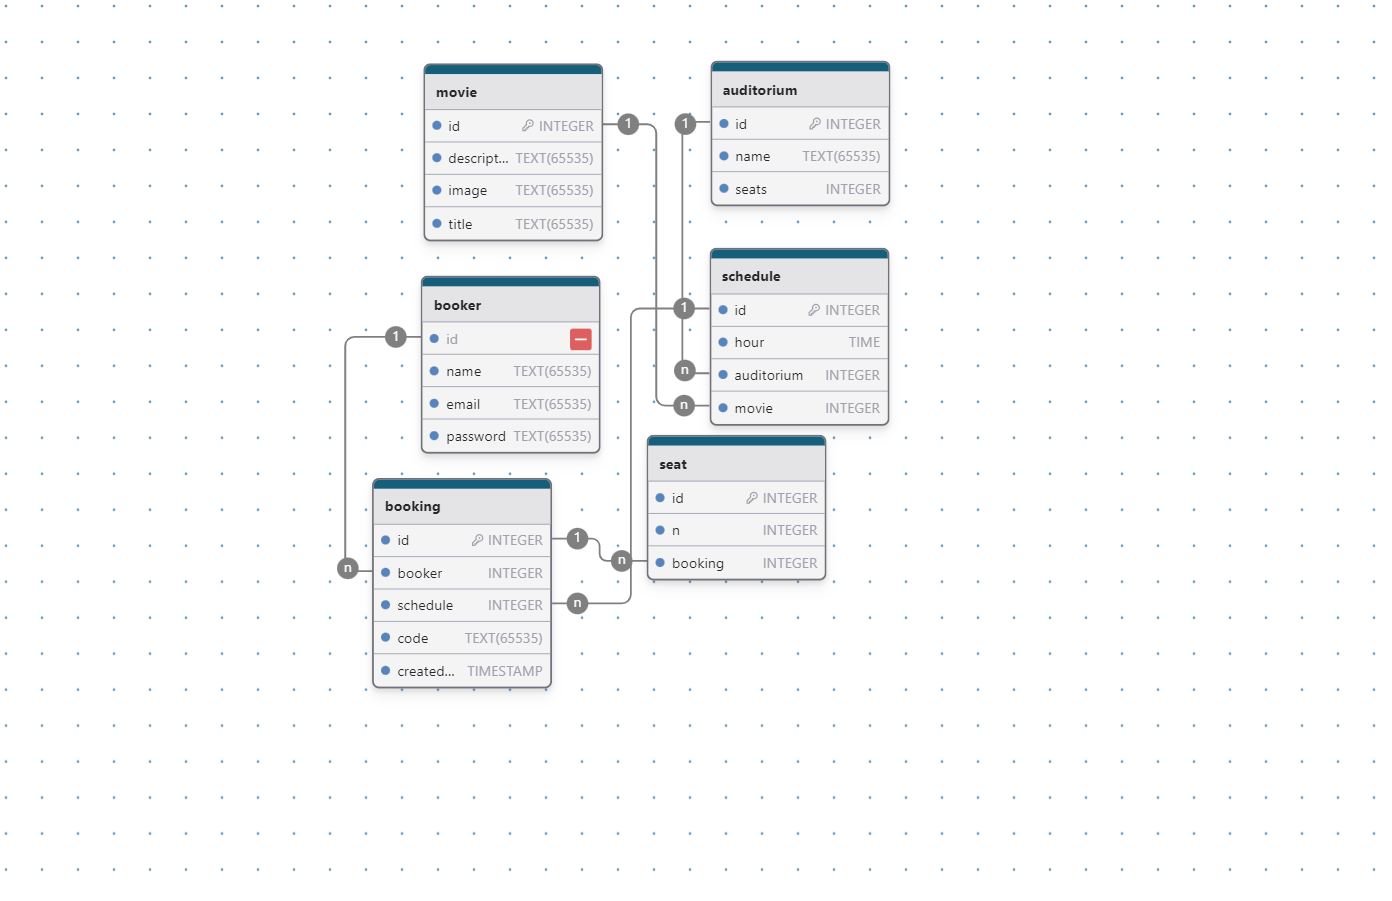 movie
id INTEGER
descript... TEXT(65535)
image TEXT(65535)
title TEXT(65535)
auditorium
id INTEGER
name TEXT(65535)
seats INTEGER
1
1
booker
id
name TEXT(65535)
email TEXT(65535)
password TEXT(65535)
schedule
id INTEGER
hour TIME
auditorium INTEGER
movie INTEGER
1
1
n
n
booking
id INTEGER
booker INTEGER
schedule INTEGER
code TEXT(65535)
created... TIMESTAMP
seat
id INTEGER
n INTEGER
booking INTEGER
1
n
n
n